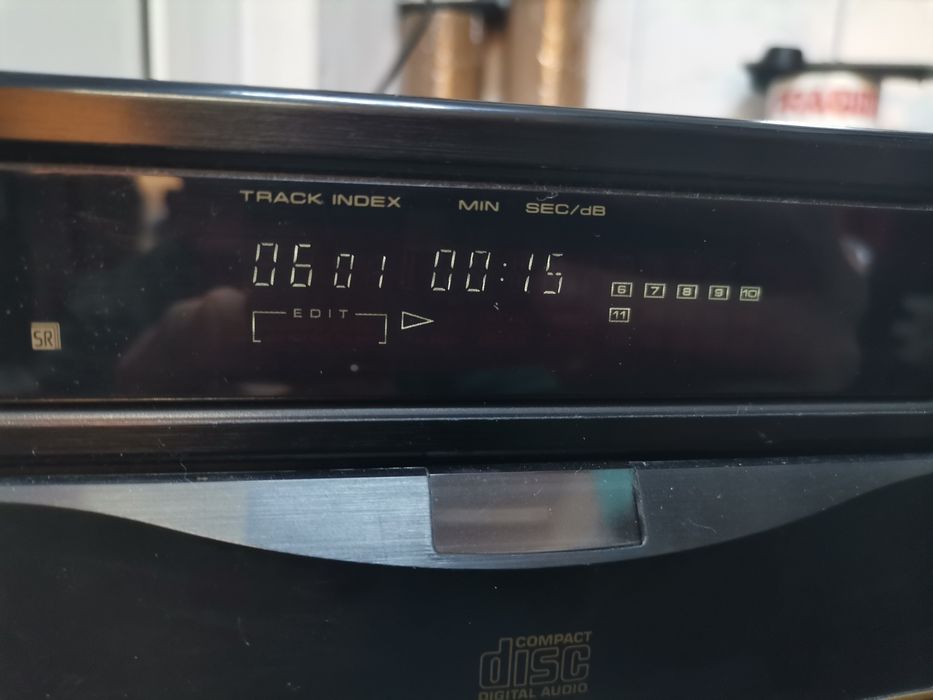 TRACK INDEX MIN SEC/dB
06 01 00:15
6 7 8 9 10
11
EDIT
SR
COMPACT
disc
DIGITAL AUDIO